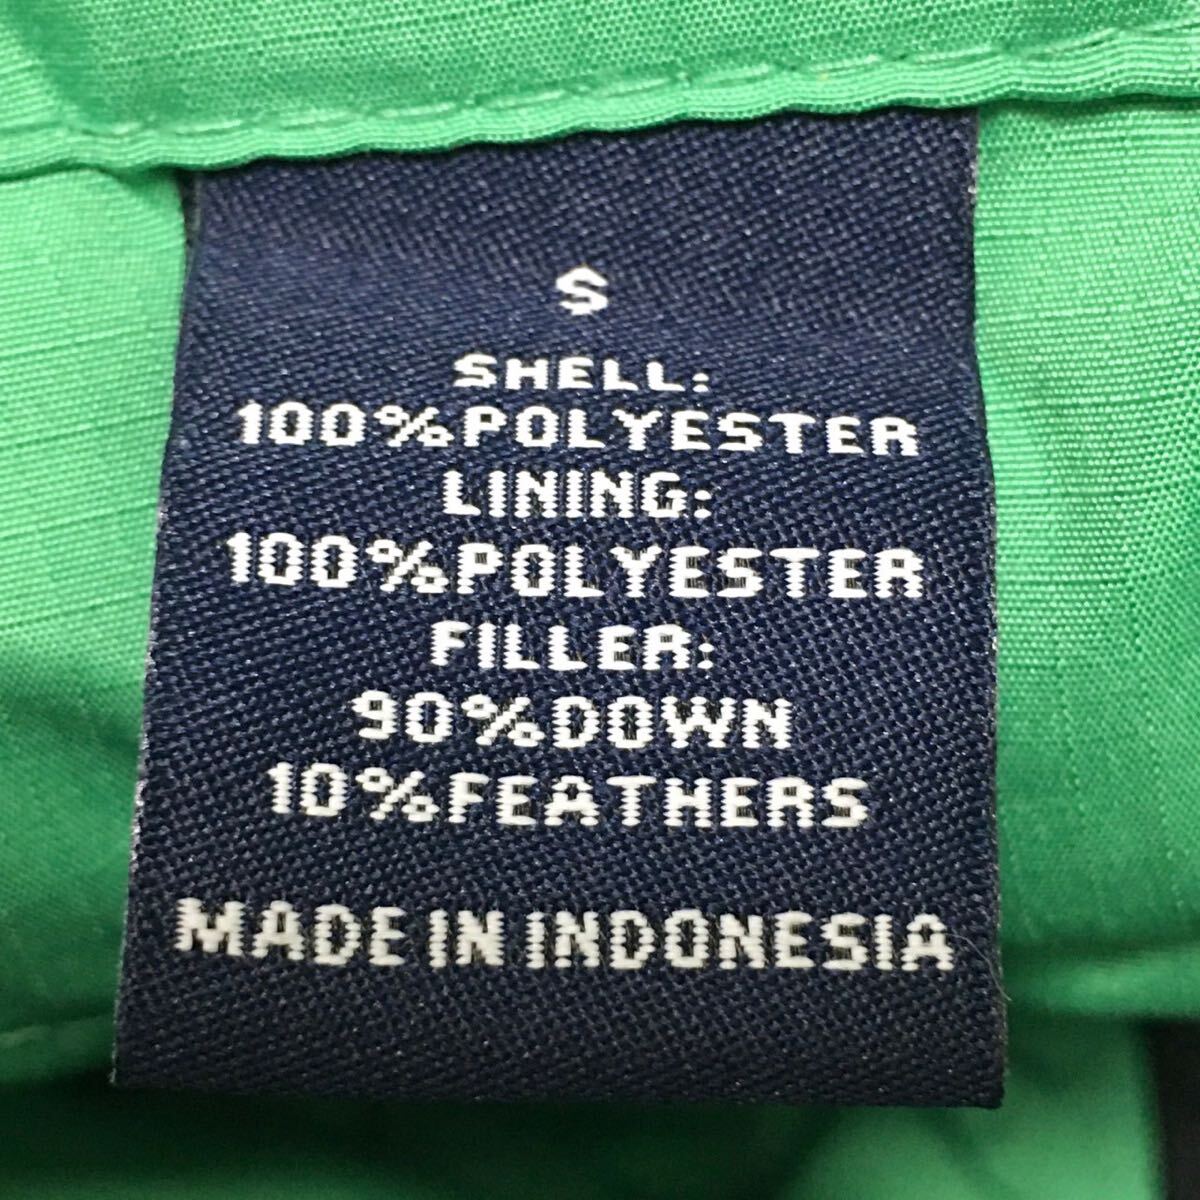 S
SHELL:
100%POLYESTER
LINING:
100%POLYESTER
FILLER:
90%DOWN
10%FEATHERS
MADE IN INDONESIA